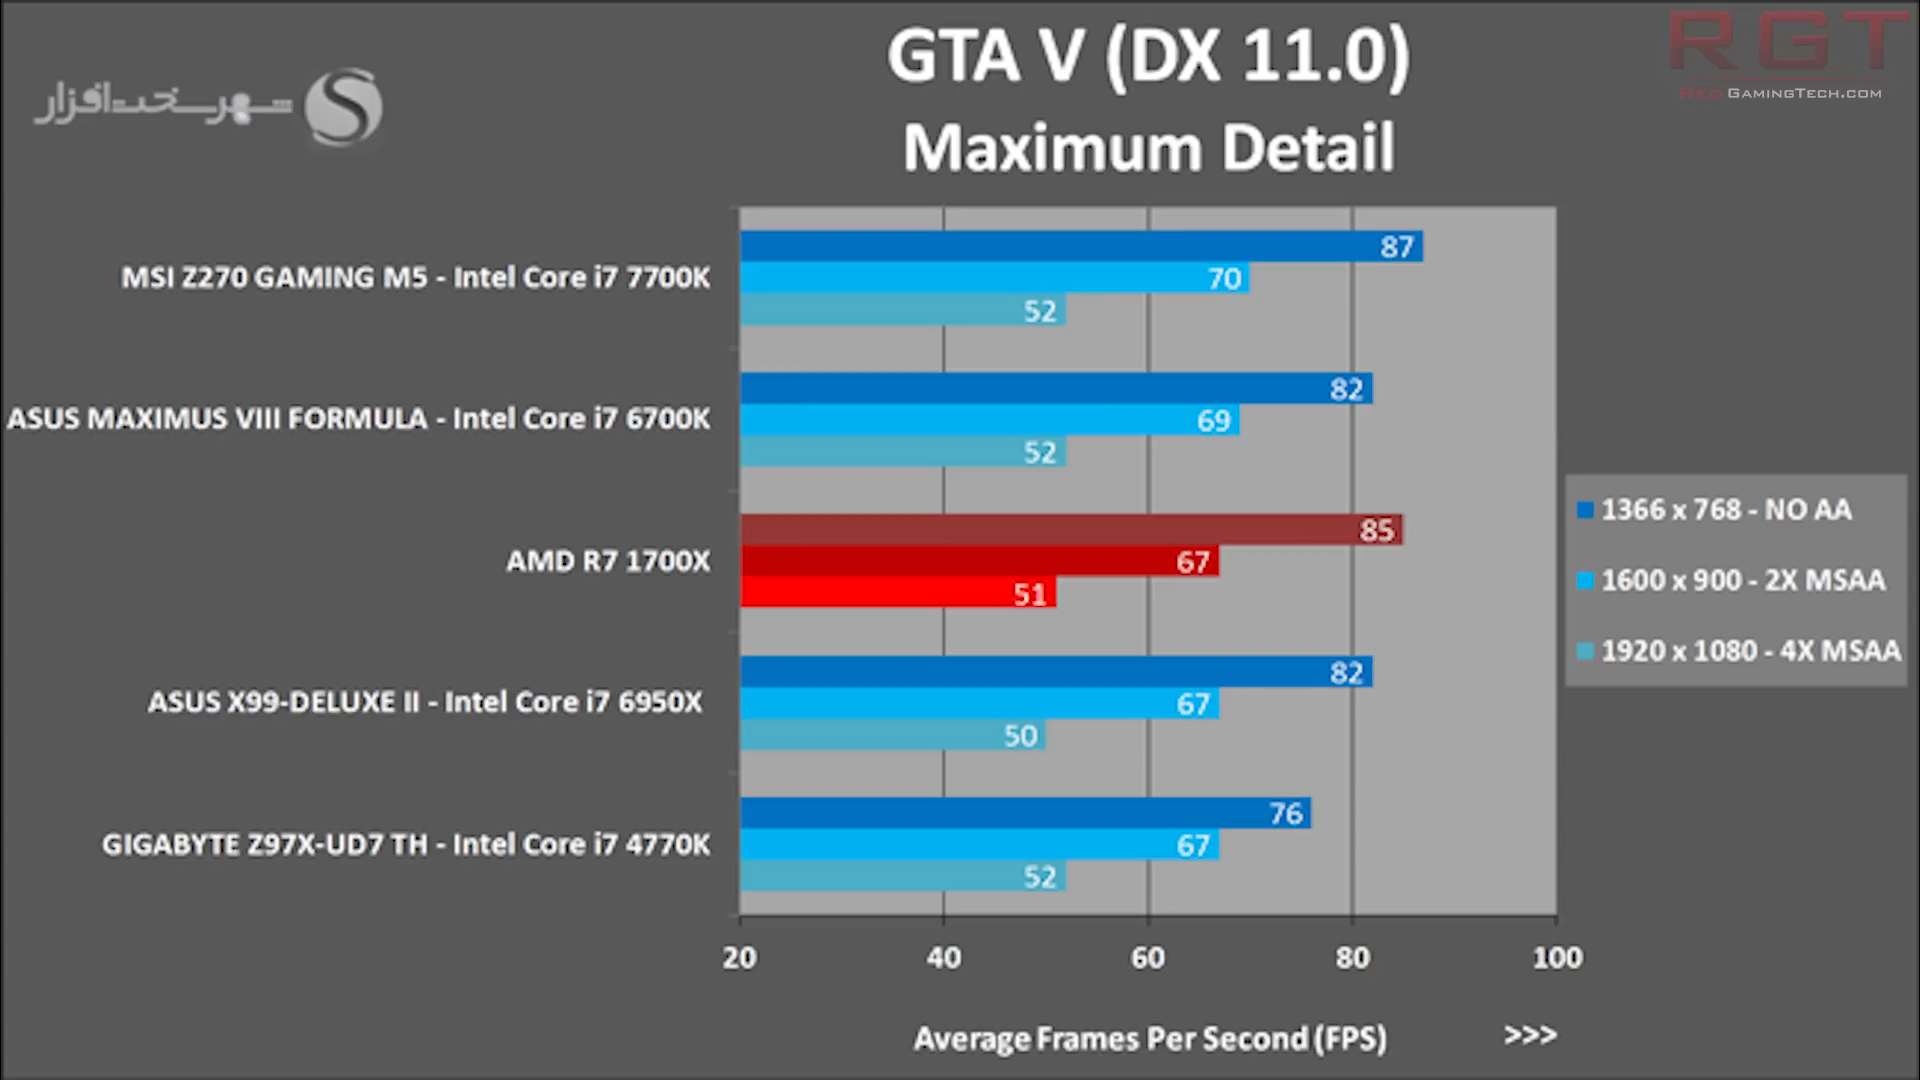 GTA V (DX 11.0)
Maximum Detail
سخت‌افزار
RGT
REDGAMINGTECH.COM
MSI Z270 GAMING M5 - Intel Core i7 7700K
87
70
52
ASUS MAXIMUS VIII FORMULA - Intel Core i7 6700K
82
69
52
AMD R7 1700X
85
67
51
ASUS X99-DELUXE II - Intel Core i7 6950X
82
67
50
GIGABYTE Z97X-UD7 TH - Intel Core i7 4770K
76
67
52
1366 x 768 - NO AA
1600 x 900 - 2X MSAA
1920 x 1080 - 4X MSAA
20 40 60 80 100
Average Frames Per Second (FPS) >>>